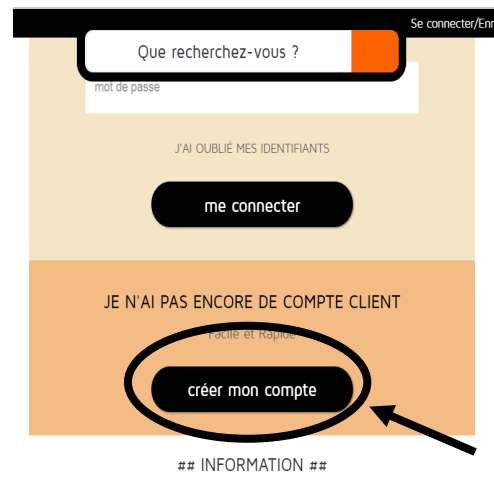 Se connecter/Enr
Que recherchez-vous ?
mot de passe
J'AI OUBLIÉ MES IDENTIFIANTS
me connecter
JE N'AI PAS ENCORE DE COMPTE CLIENT
Facile et Rapide
créer mon compte
## INFORMATION ##